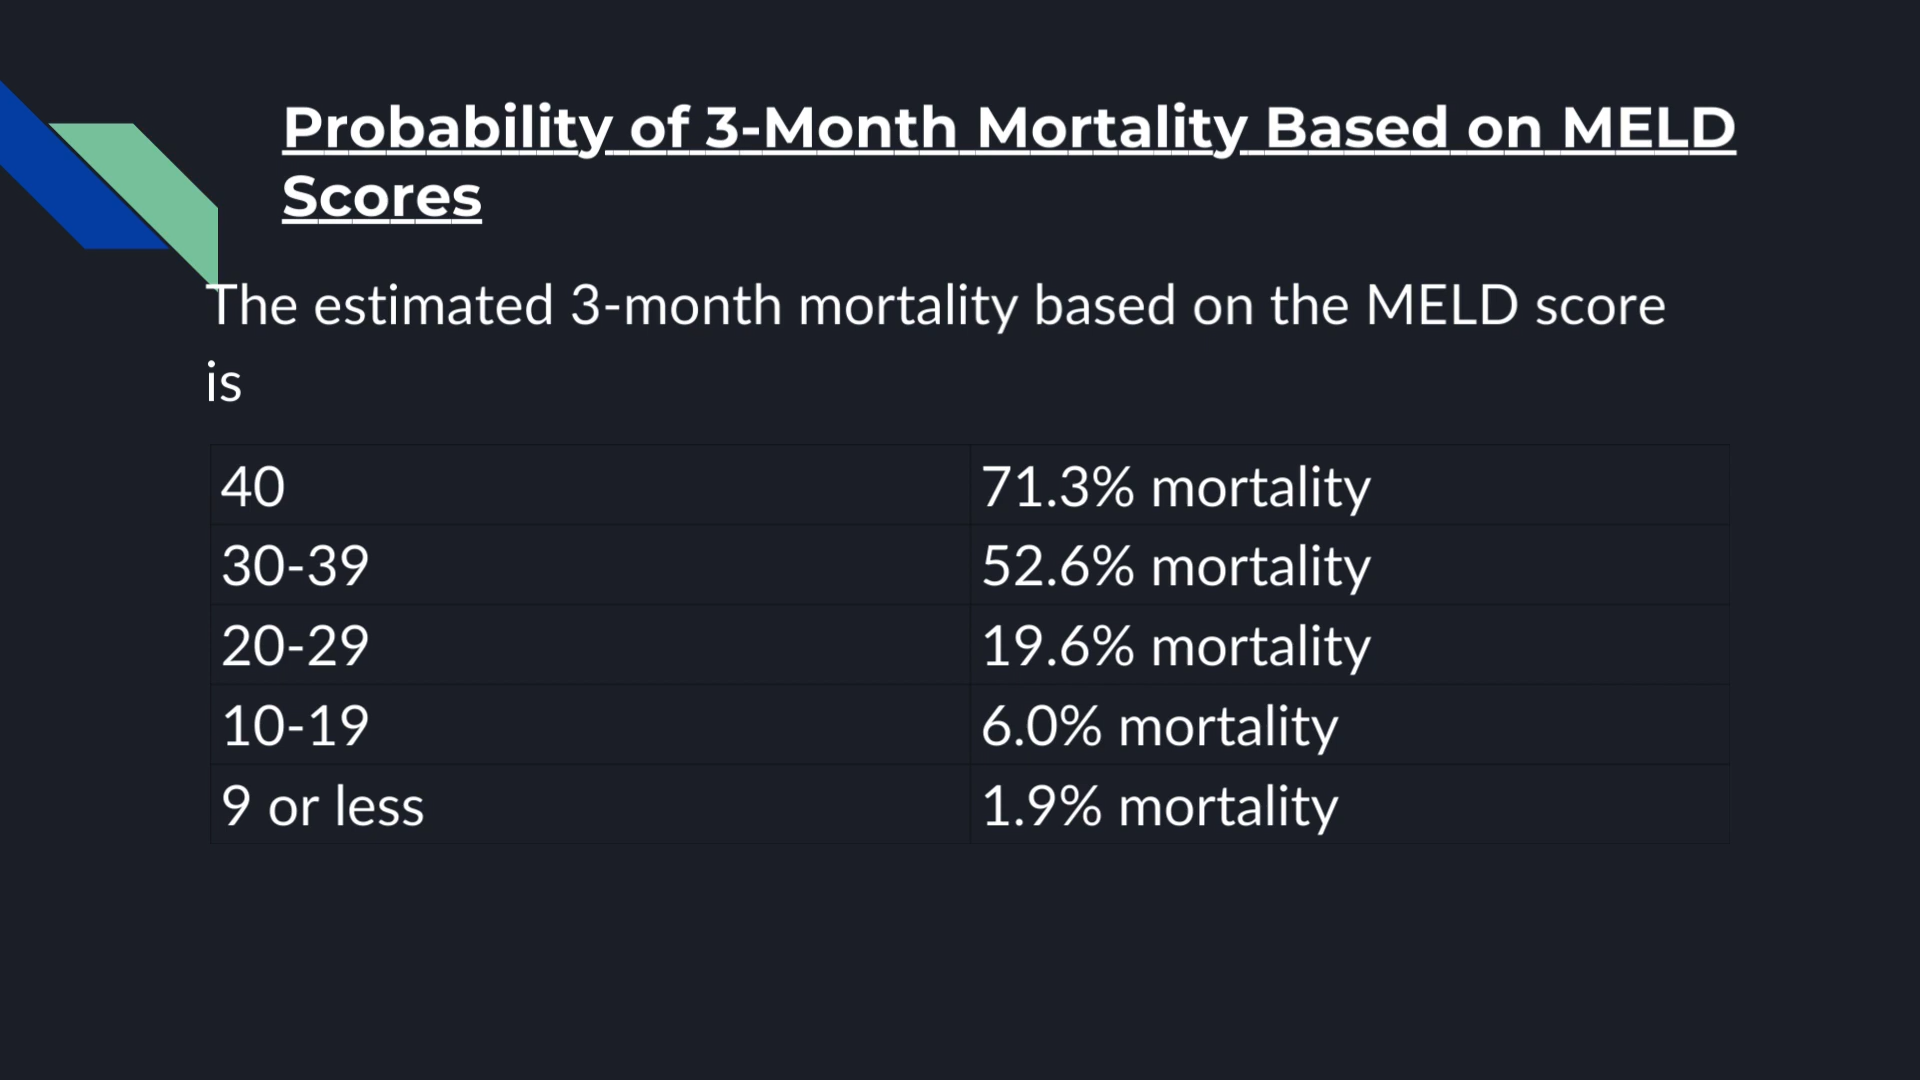 Probability of 3-Month Mortality Based on MELD
Scores
The estimated 3-month mortality based on the MELD score
is
40 71.3% mortality
30-39 52.6% mortality
20-29 19.6% mortality
10-19 6.0% mortality
9 or less 1.9% mortality